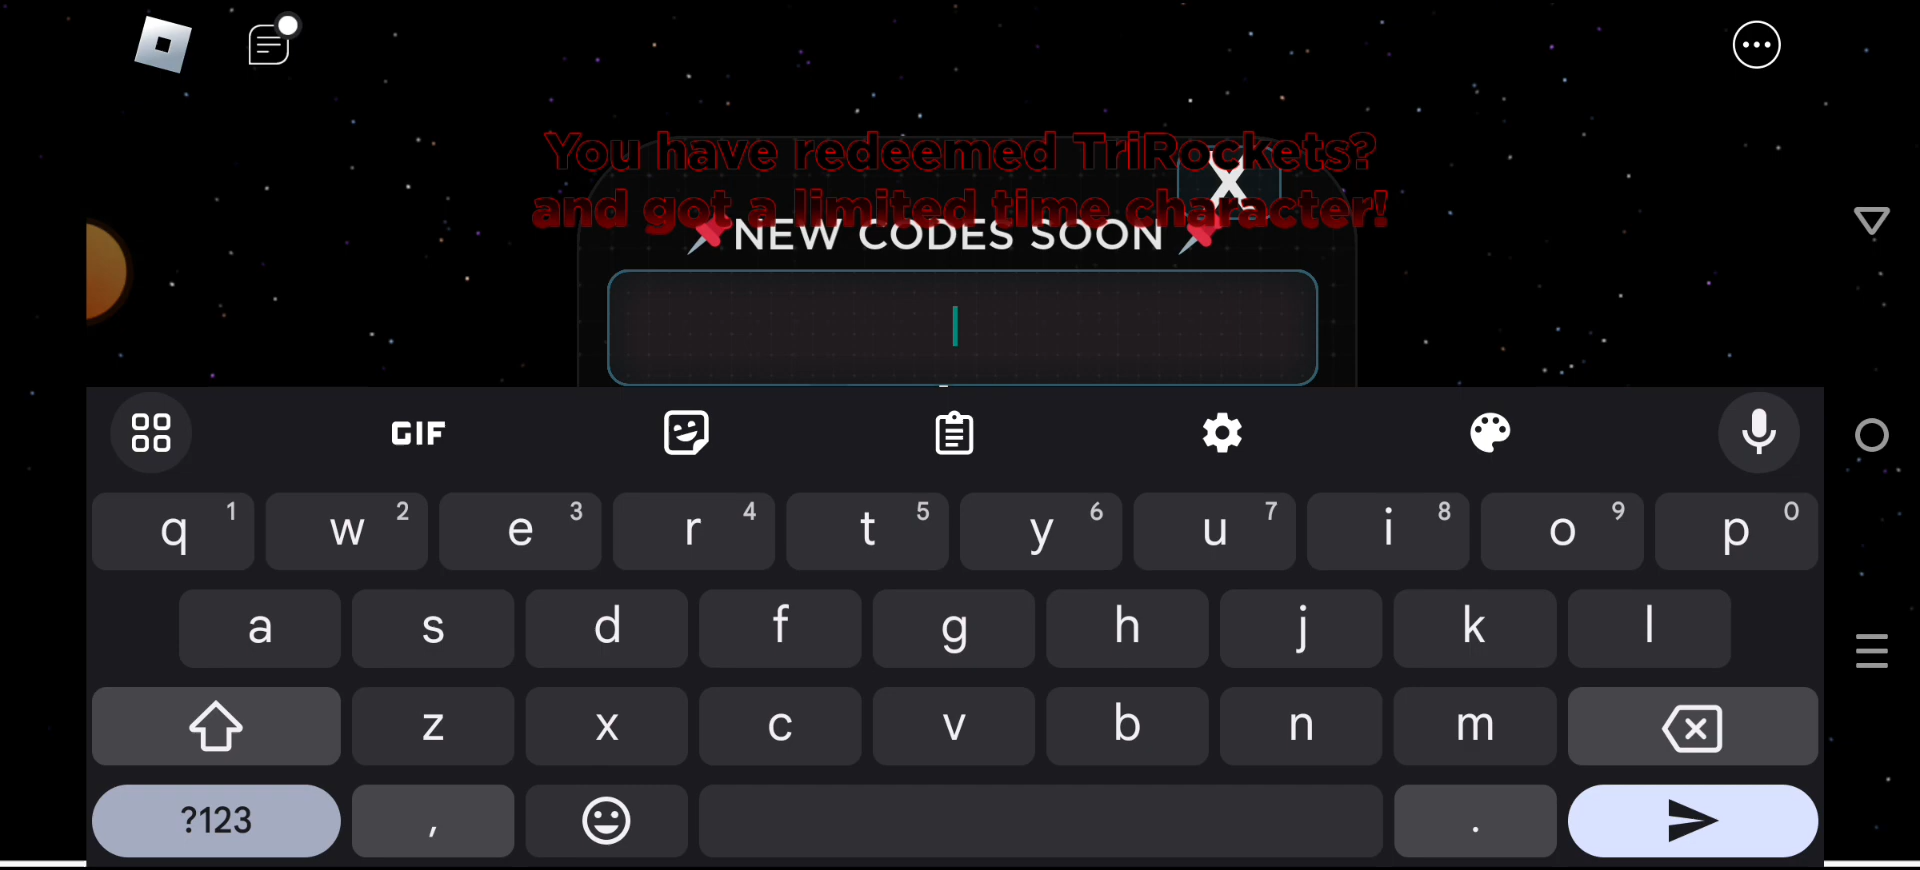 You have redeemed TriRockets?
and got a limited time character!
X
📌NEW CODES SOON📌
GIF
q 1 w 2 e 3 r 4 t 5 y 6 u 7 i 8 o 9 p 0
a s d f g h j k l
z x c v b n m
?123 , .